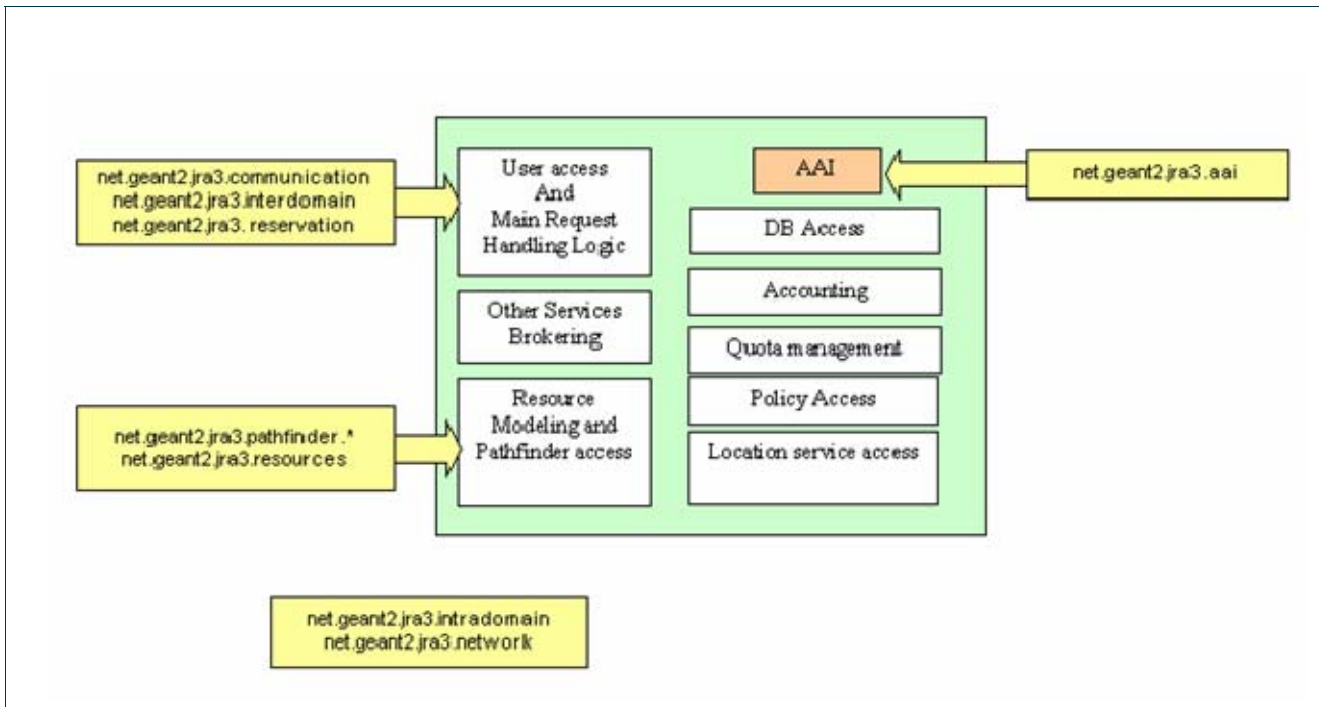 net.geant2.jra3.communication
net.geant2.jra3.interdomain
net.geant2.jra3. reservation
User access
And
Main Request
Handling Logic
AAI
net.geant2.jra3.aai
DB Access
Accounting
Other Services
Brokering
Quota management
Policy Access
net.geant2.jra3.pathfinder.*
net.geant2.jra3.resources
Resource
Modeling and
Pathfinder access
Location service access
net.geant2.jra3.intradomain
net.geant2.jra3.network